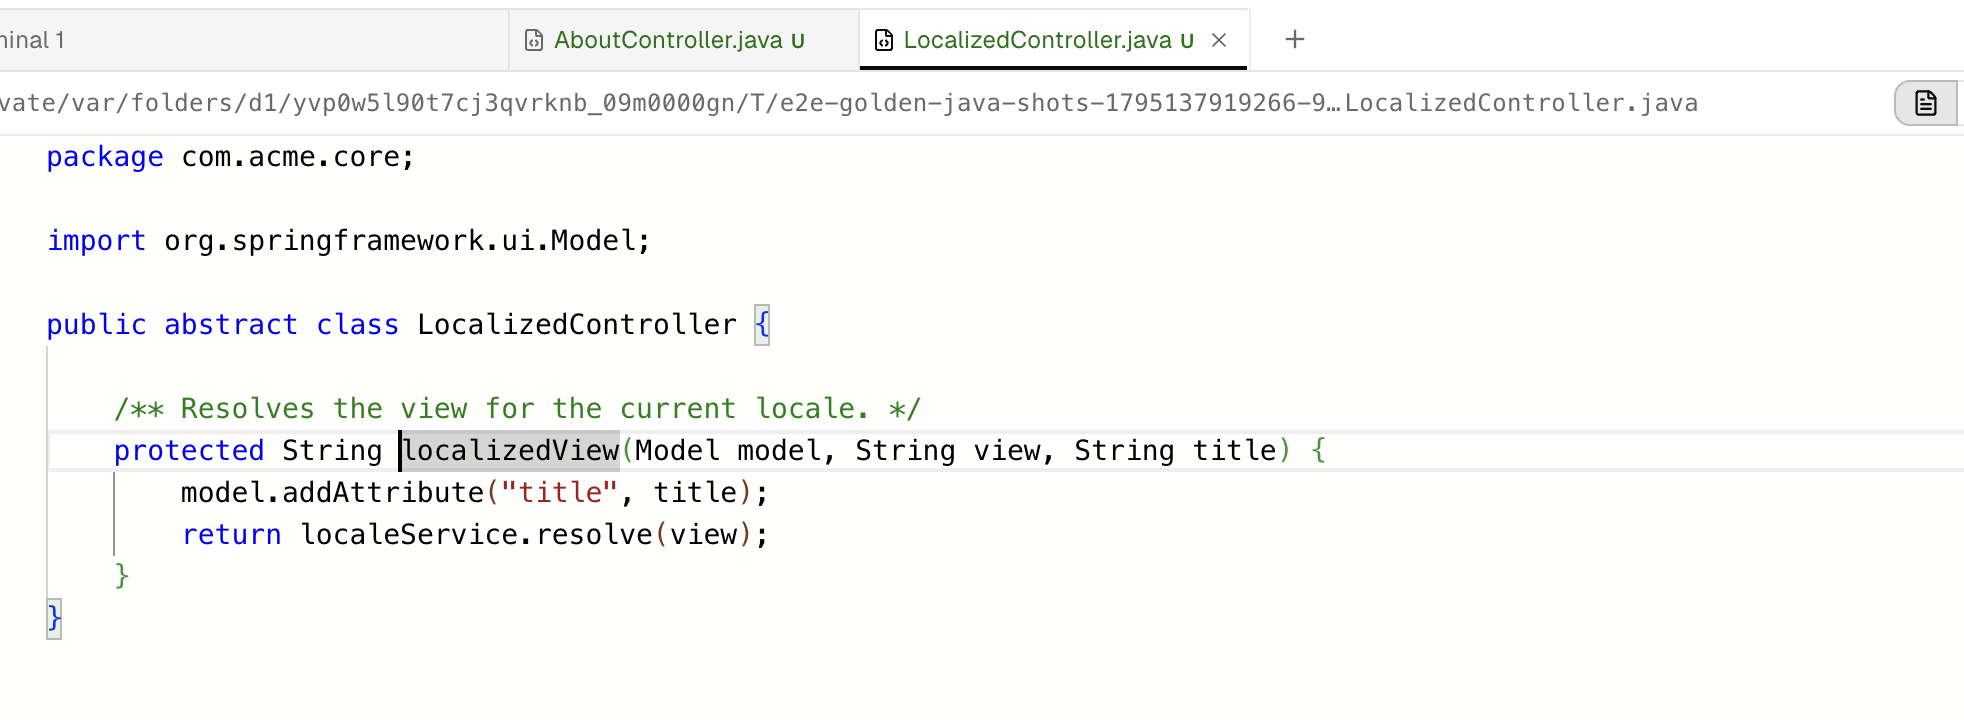 minal 1
AboutController.java U
LocalizedController.java U
vate/var/folders/d1/yvp0w5l90t7cj3qvrknb_09m0000gn/T/e2e-golden-java-shots-1795137919266-9…LocalizedController.java
package com.acme.core;
import org.springframework.ui.Model;
public abstract class LocalizedController {
/** Resolves the view for the current locale. */
protected String localizedView(Model model, String view, String title) {
model.addAttribute("title", title);
return localeService.resolve(view);
}
}